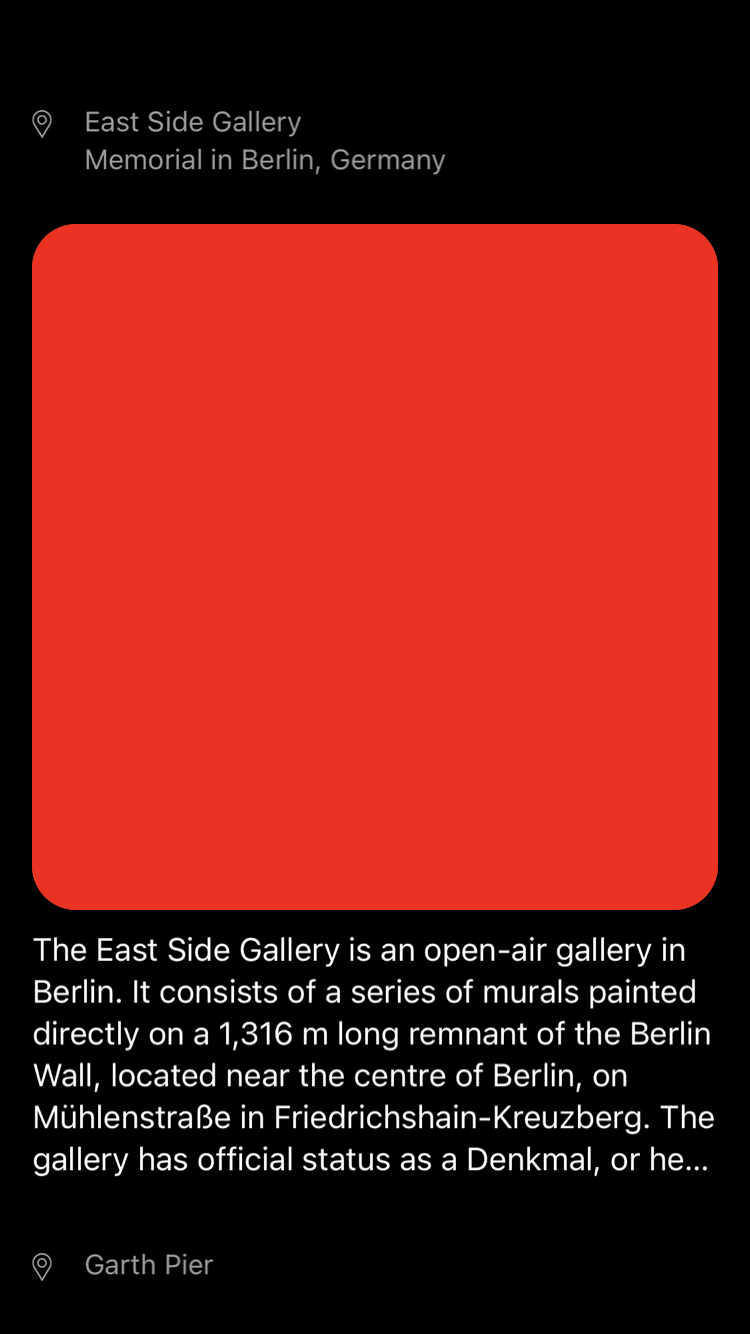 East Side Gallery
Memorial in Berlin, Germany
The East Side Gallery is an open-air gallery in
Berlin. It consists of a series of murals painted
directly on a 1,316 m long remnant of the Berlin
Wall, located near the centre of Berlin, on
Mühlenstraße in Friedrichshain-Kreuzberg. The
gallery has official status as a Denkmal, or he...
Garth Pier